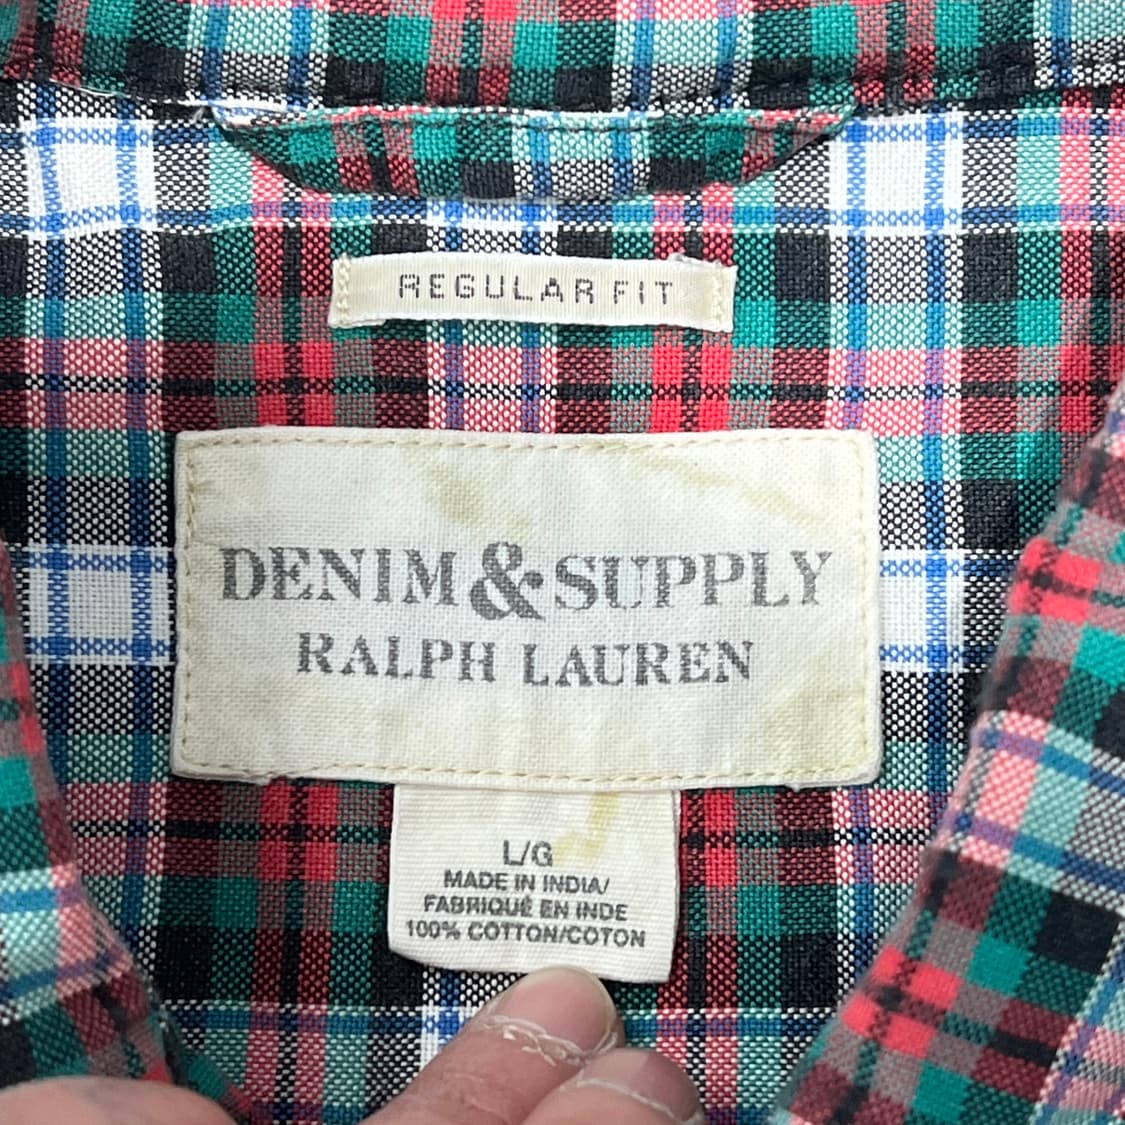 REGULAR FIT
DENIM & SUPPLY
RALPH LAUREN
L/G
MADE IN INDIA/
FABRIQUÉ EN INDE
100% COTTON/COTON